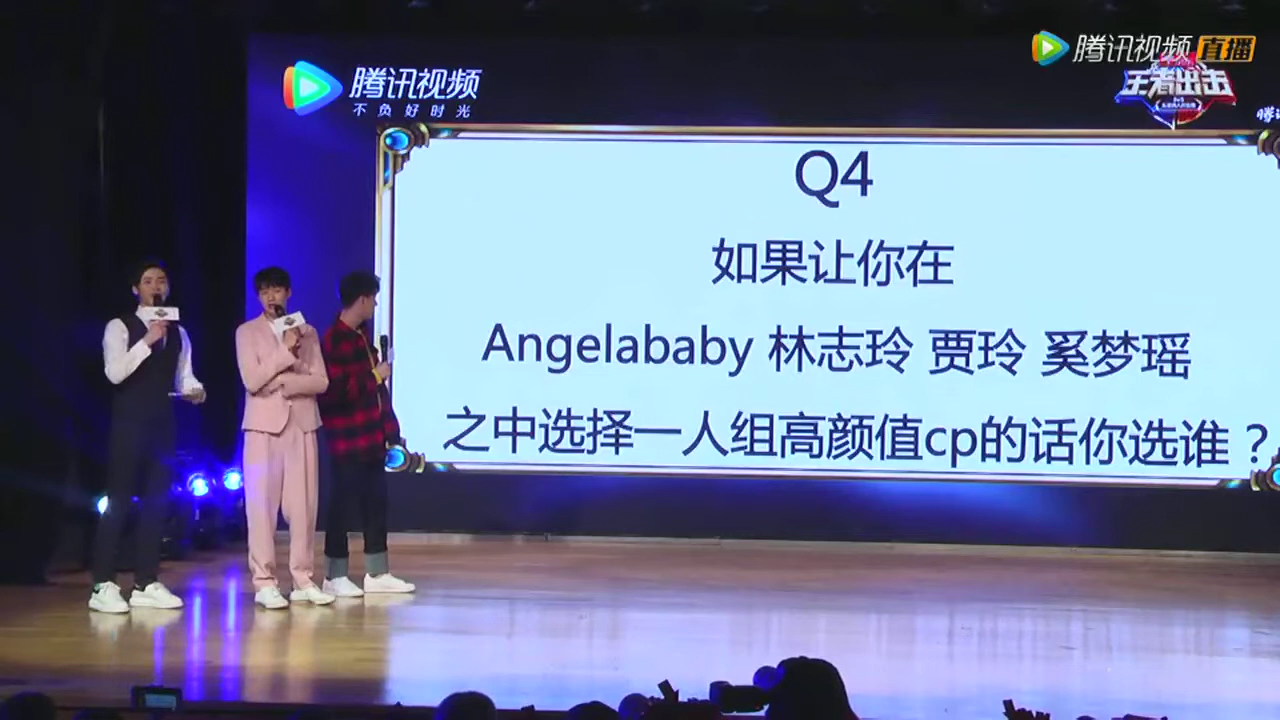 腾讯视频 直播
腾讯视频
不负好时光
王者出击
Q4
如果让你在
Angelababy 林志玲 贾玲 奚梦瑶
之中选择一人组高颜值cp的话你选谁？